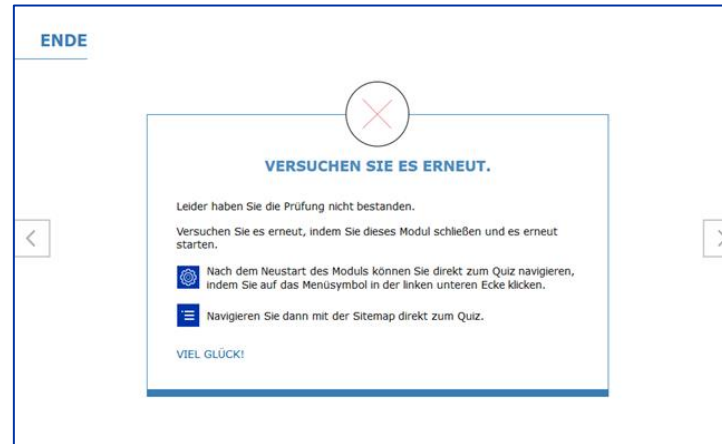 ENDE
VERSUCHEN SIE ES ERNEUT.
Leider haben Sie die Prüfung nicht bestanden.
Versuchen Sie es erneut, indem Sie dieses Modul schließen und es erneut
starten.
Nach dem Neustart des Moduls können Sie direkt zum Quiz navigieren,
indem Sie auf das Menüsymbol in der linken unteren Ecke klicken.
Navigieren Sie dann mit der Sitemap direkt zum Quiz.
VIEL GLÜCK!